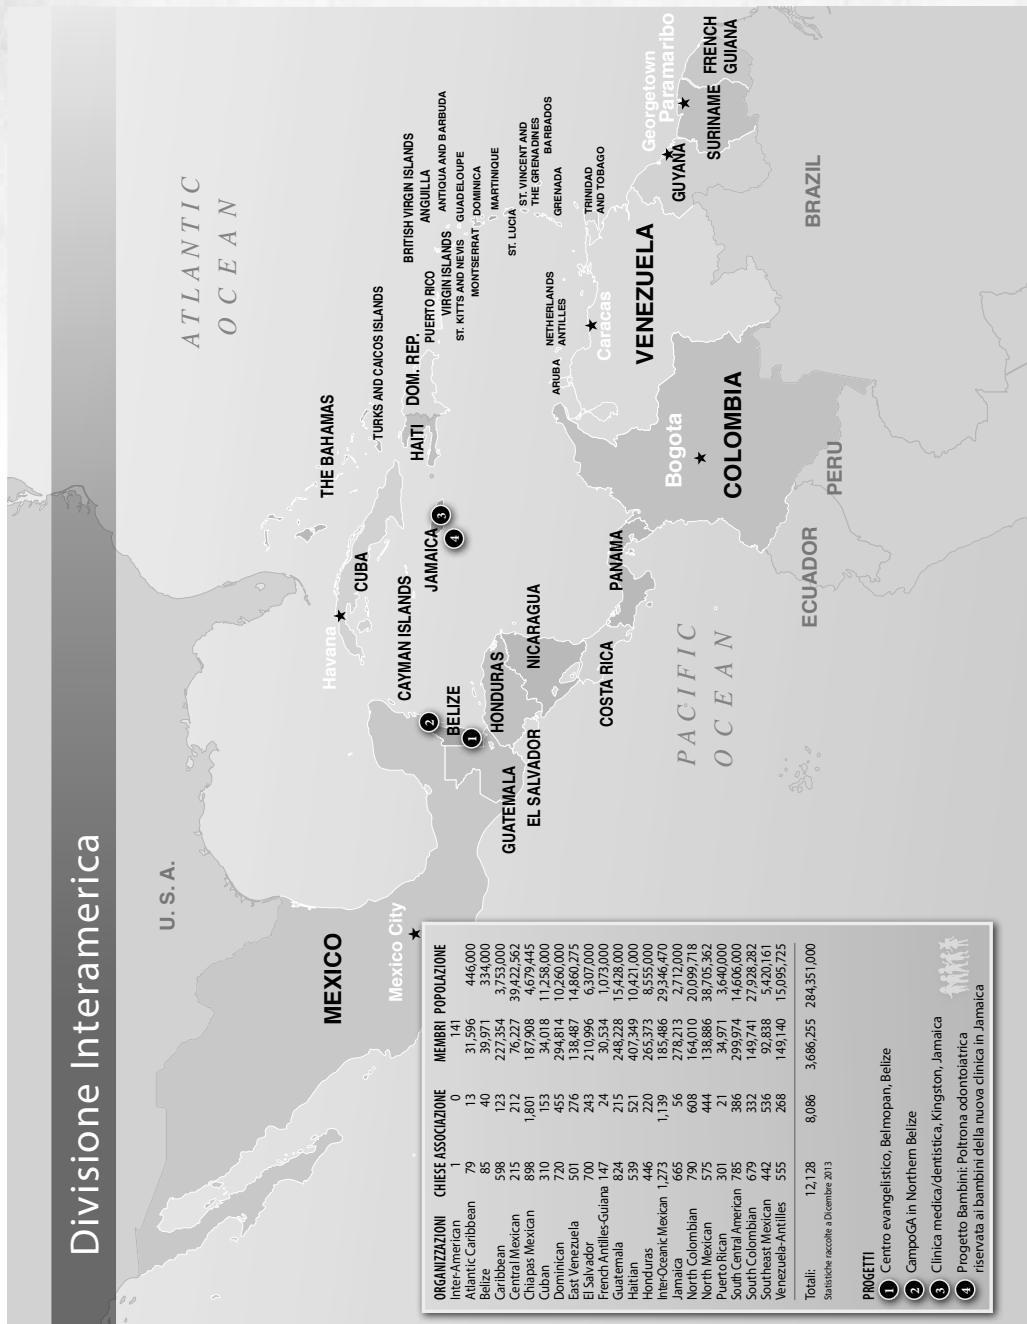 Divisione Interamerica
U. S. A.
ATLANTIC
OCEAN
MEXICO
Mexico City
Havana
THE BAHAMAS
CUBA
TURKS AND CAICOS ISLANDS
CAYMAN ISLANDS
JAMAICA
3
4
HAITI
DOM. REP.
PUERTO RICO
BRITISH VIRGIN ISLANDS
ANGUILLA
VIRGIN ISLANDS
ANTIQUA AND BARBUDA
ST. KITTS AND NEVIS
GUADELOUPE
MONTSERRAT
DOMINICA
MARTINIQUE
ST. LUCIA
ST. VINCENT AND
THE GRENADINES
BARBADOS
GRENADA
TRINIDAD
AND TOBAGO
ARUBA
NETHERLANDS
ANTILLES
2
BELIZE
1
GUATEMALA
HONDURAS
EL SALVADOR
NICARAGUA
COSTA RICA
PANAMA
Caracas
VENEZUELA
Georgetown
Paramaribo
GUYANA
SURINAME
FRENCH
GUIANA
Bogota
COLOMBIA
PACIFIC
OCEAN
ECUADOR
PERU
BRAZIL
ORGANIZZAZIONI CHIESE ASSOCIAZIONE MEMBRI POPOLAZIONE
Inter-American 1 0 141
Atlantic Caribbean 79 13 31,596 446,000
Belize 85 40 39,971 334,000
Caribbean 598 123 227,354 3,753,000
Central Mexican 215 212 76,227 39,422,562
Chiapas Mexican 898 1,801 187,908 4,679,445
Cuban 310 153 34,018 11,258,000
Dominican 720 455 294,814 10,260,000
East Venezuela 501 276 138,487 14,860,275
El Salvador 700 243 210,996 6,307,000
French Antilles-Guiana 147 24 30,534 1,073,000
Guatemala 824 215 248,228 15,428,000
Haitian 539 521 407,349 10,421,000
Honduras 446 220 265,373 8,555,000
Inter-Oceanic Mexican 1,273 1,139 185,486 29,346,470
Jamaica 665 56 278,213 2,712,000
North Colombian 790 608 164,010 20,099,718
North Mexican 575 444 138,886 38,705,362
Puerto Rican 301 21 34,971 3,640,000
South Central American 785 386 299,974 14,606,000
South Colombian 679 332 149,741 27,928,282
Southeast Mexican 442 536 92,838 5,420,161
Venezuela-Antilles 555 268 149,140 15,095,725
Totali: 12,128 8,086 3,686,255 284,351,000
Statistiche raccolte a Dicembre 2013
PROGETTI
1 Centro evangelistico, Belmopan, Belize
2 CampoGA in Northern Belize
3 Clinica medica/dentistica, Kingston, Jamaica
4 Progetto Bambini: Poltrona odontoiatrica
riservata ai bambini della nuova clinica in Jamaica